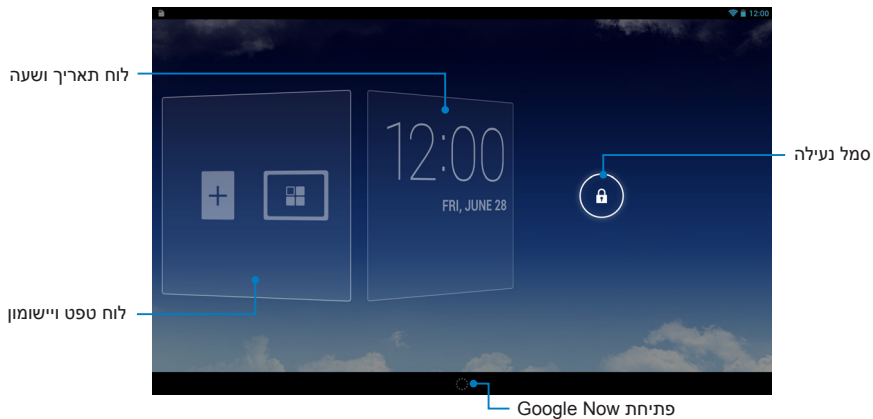 12:00
לוח תאריך ושעה
12:00
FRI, JUNE 28
סמל נעילה
לוח טפט ויישומון
פתיחת Google Now